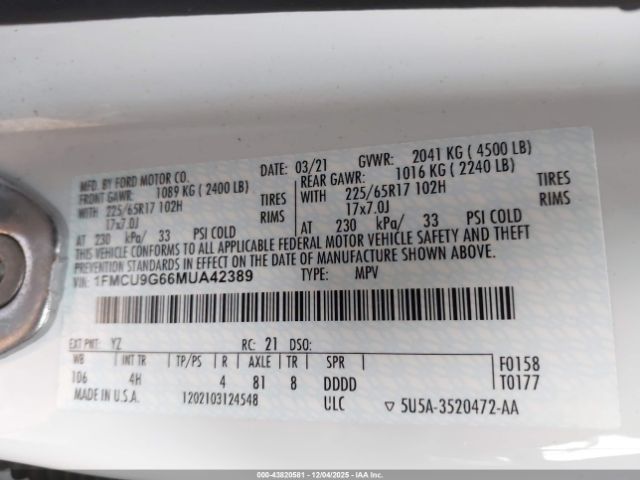 MFD. BY FORD MOTOR CO.
DATE: 03/21
GVWR: 2041 KG ( 4500 LB)
FRONT GAWR: 1089 KG ( 2400 LB)
REAR GAWR: 1016 KG ( 2240 LB)
WITH 225/65R17 102H TIRES
225/65R17 102H TIRES
WITH
17x7.0J RIMS
17x7.0J RIMS
AT 230 kPa/ 33 PSI COLD
AT 230 kPa/ 33 PSI COLD
THIS VEHICLE CONFORMS TO ALL APPLICABLE FEDERAL MOTOR VEHICLE SAFETY AND THEFT
PREVENTION STANDARDS IN EFFECT ON THE DATE OF MANUFACTURE SHOWN ABOVE.
VIN: 1FMCU9G66MUA42389 TYPE: MPV
EXT PNT: YZ RC: 21 DSO:
WB INT TR TP/PS R AXLE TR SPR
106 4H 4 81 8 DDDD
F0158
T0177
MADE IN U.S.A. 1202103124548 ULC ▽ 5U5A-3520472-AA
000-43820581 - 12/04/2025 - IAA Inc.